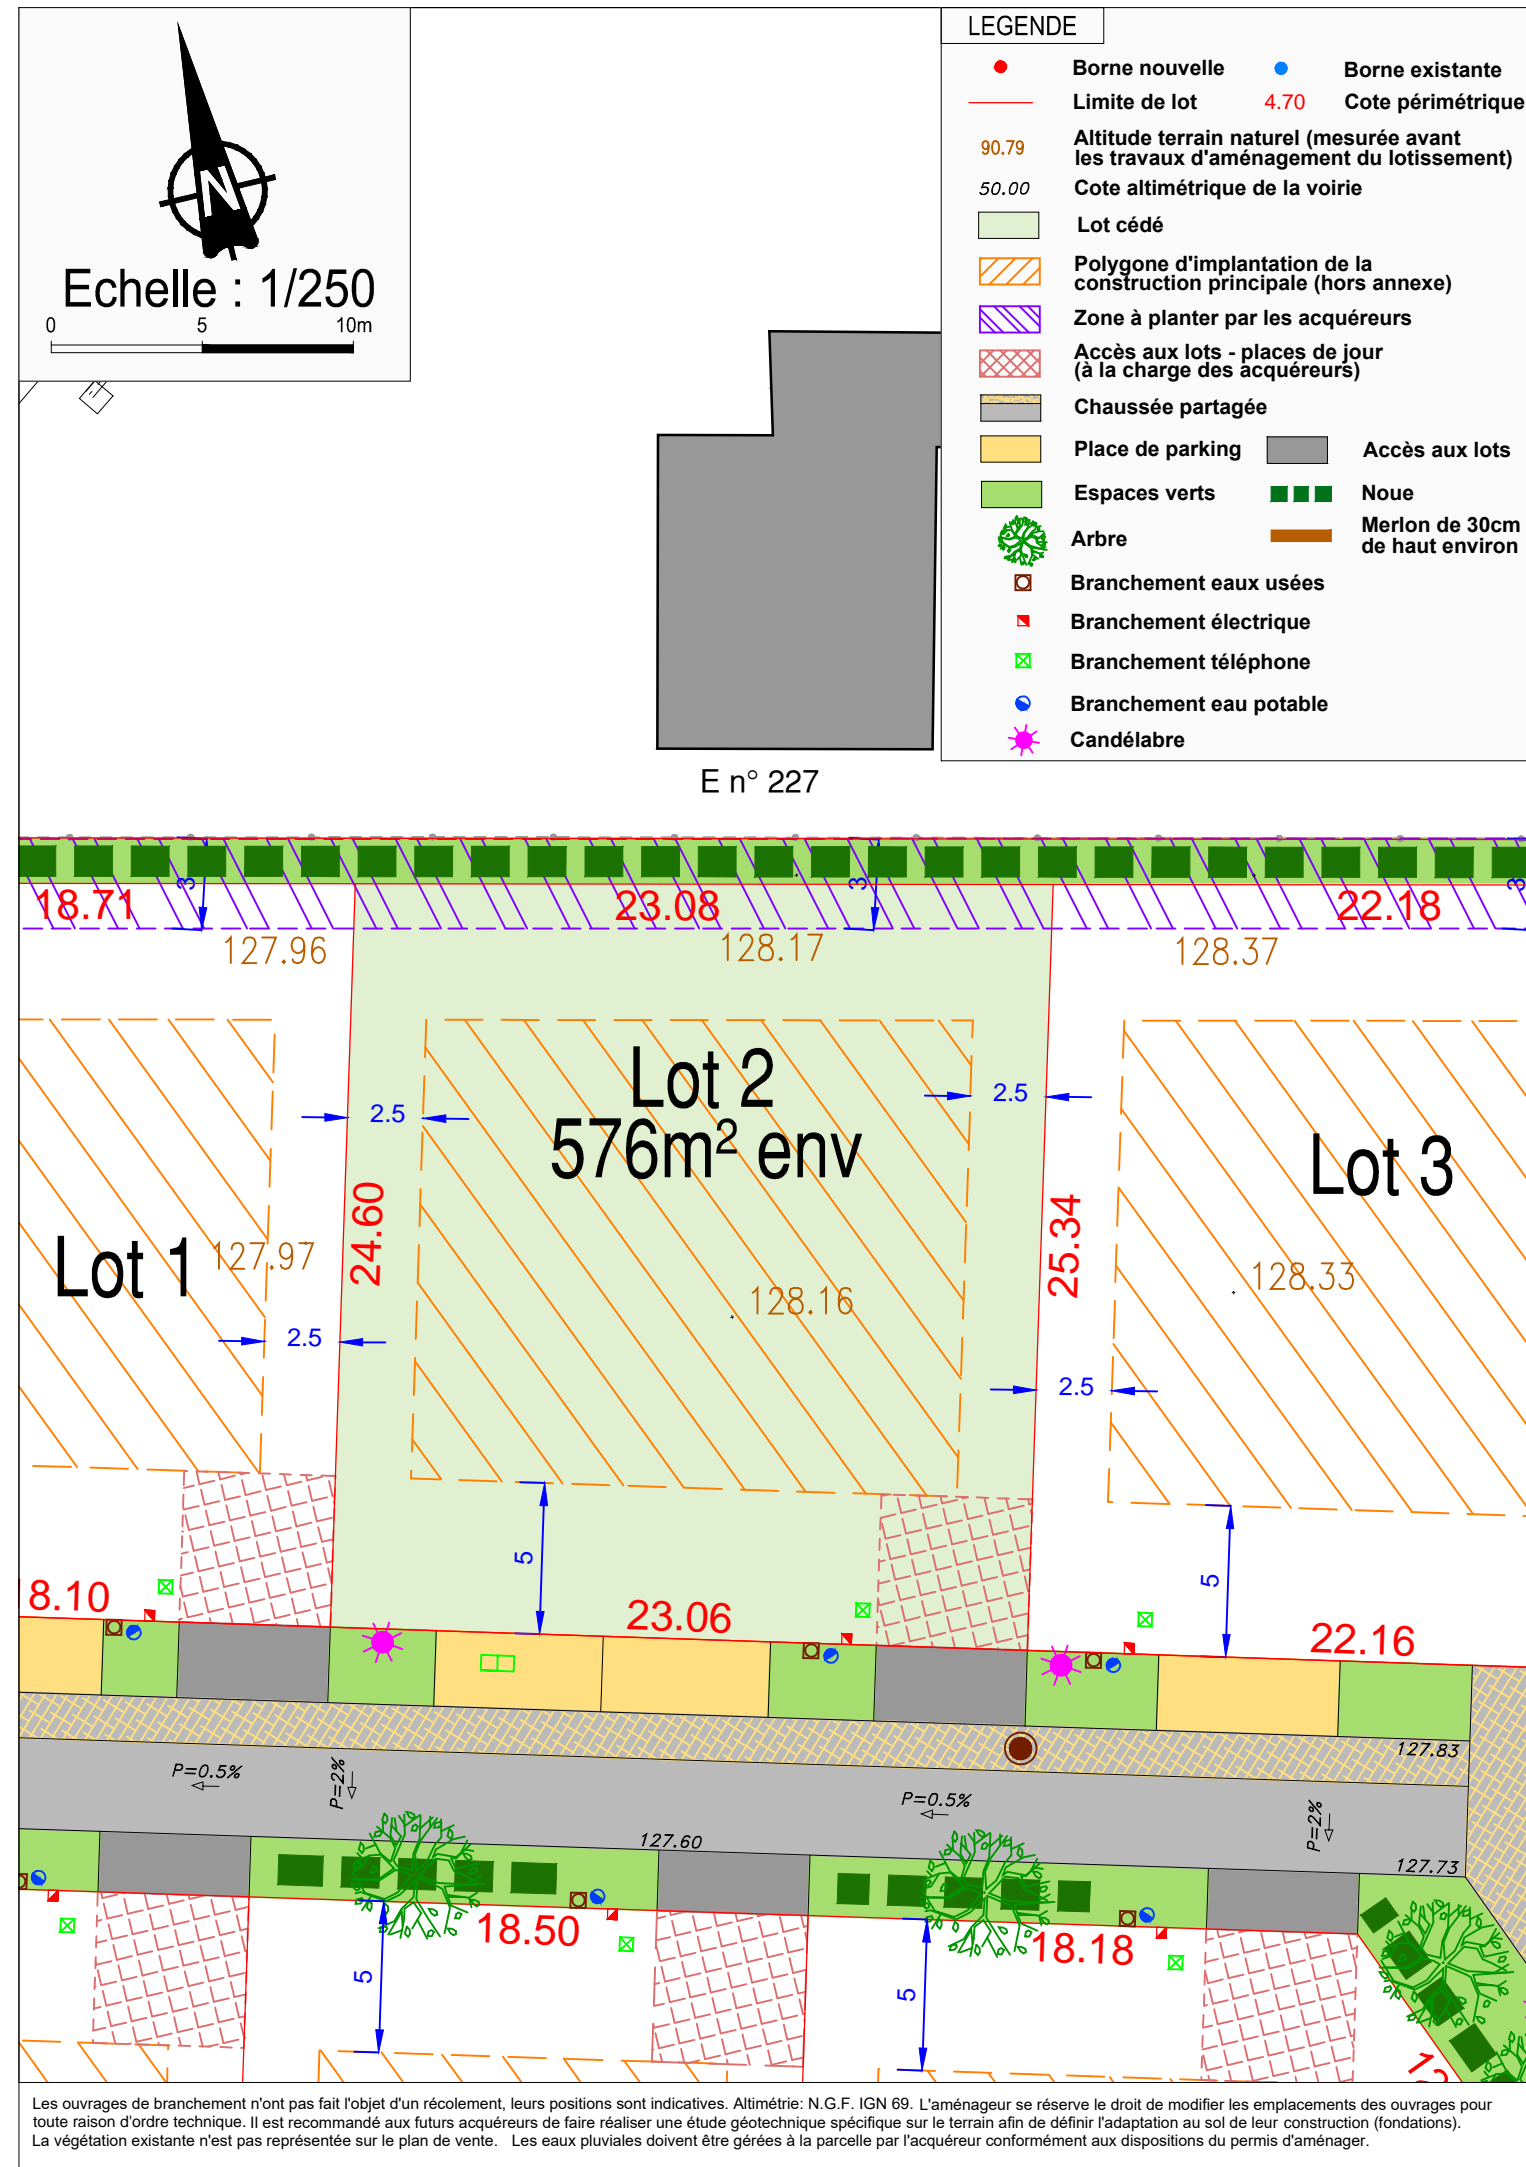 N
Echelle : 1/250
0 5 10m
LEGENDE
Borne nouvelle
Borne existante
Limite de lot
4.70 Cote périmétrique
90.79 Altitude terrain naturel (mesurée avant
les travaux d'aménagement du lotissement)
50.00 Cote altimétrique de la voirie
Lot cédé
Polygone d'implantation de la
construction principale (hors annexe)
Zone à planter par les acquéreurs
Accès aux lots - places de jour
(à la charge des acquéreurs)
Chaussée partagée
Place de parking
Accès aux lots
Espaces verts
Noue
Arbre
Merlon de 30cm
de haut environ
Branchement eaux usées
Branchement électrique
Branchement téléphone
Branchement eau potable
Candélabre
E n° 227
3 3 3
18.71 23.08 22.18
127.96 128.17 128.37
Lot 2
576m² env
2.5 2.5
Lot 3
24.60 25.34
Lot 1 127.97
128.16 128.33
2.5 2.5
5 5
8.10 23.06 22.16
127.83
P=0.5% P=2% P=0.5% P=2%
127.60 127.73
18.50 18.18
5 5
Les ouvrages de branchement n'ont pas fait l'objet d'un récolement, leurs positions sont indicatives. Altimétrie: N.G.F. IGN 69. L'aménageur se réserve le droit de modifier les emplacements des ouvrages pour
toute raison d'ordre technique. Il est recommandé aux futurs acquéreurs de faire réaliser une étude géotechnique spécifique sur le terrain afin de définir l'adaptation au sol de leur construction (fondations).
La végétation existante n'est pas représentée sur le plan de vente. Les eaux pluviales doivent être gérées à la parcelle par l'acquéreur conformément aux dispositions du permis d'aménager.